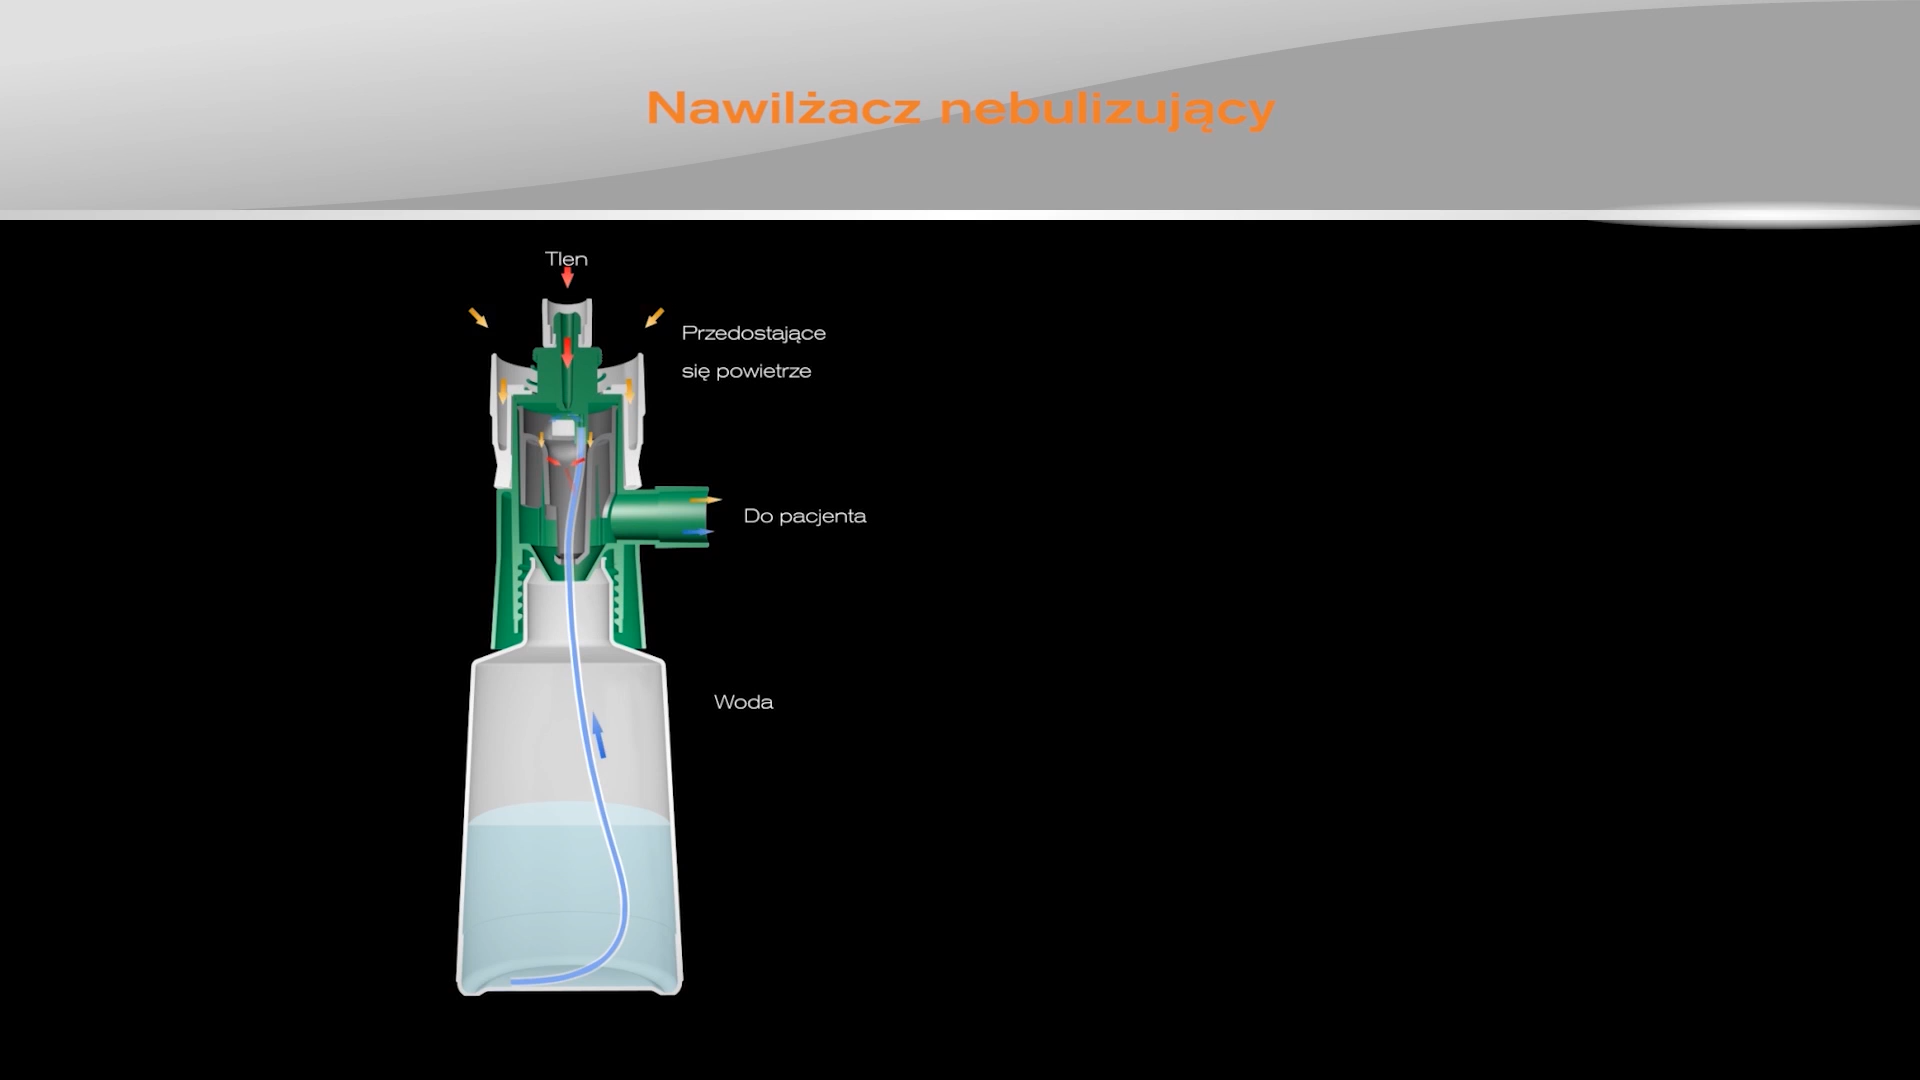 Nawilżacz nebulizujący
Tlen
Przedostające
się powietrze
Do pacjenta
Woda